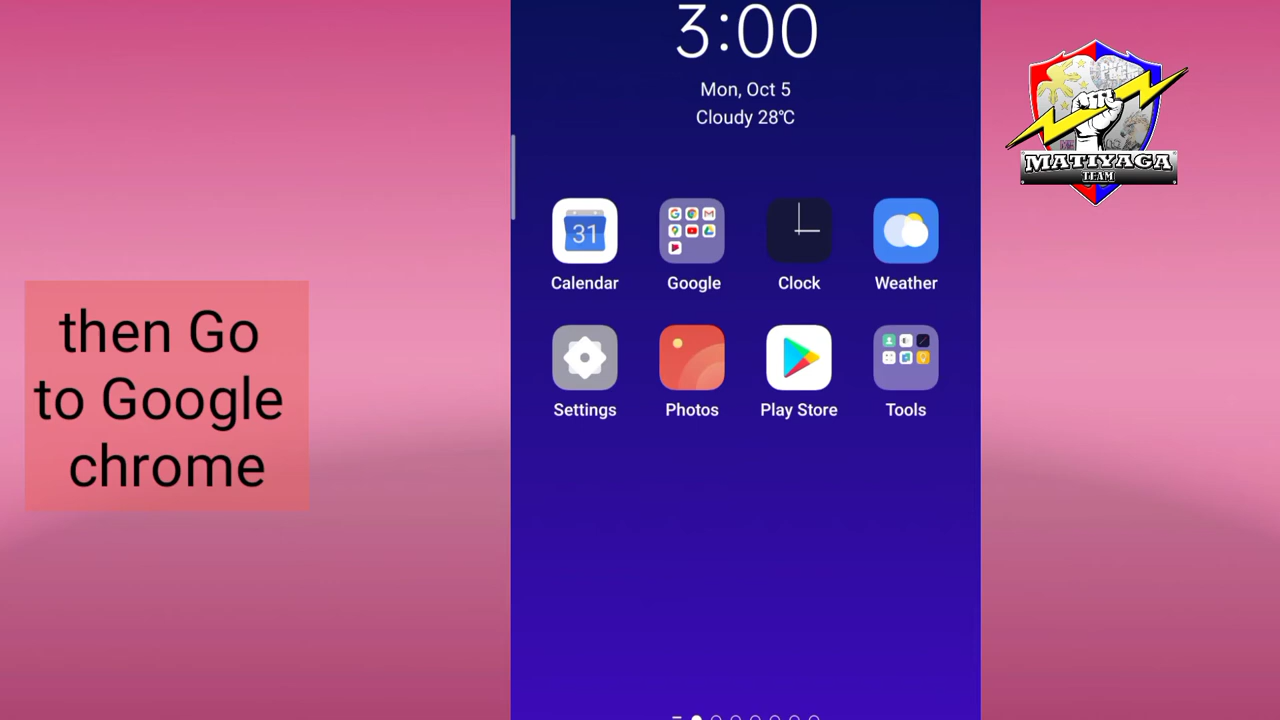 3:00
Mon, Oct 5
Cloudy 28°C
MATIYAGA
TEAM
31
Calendar
Google
Clock
Weather
then Go
to Google
chrome
Settings
Photos
Play Store
Tools